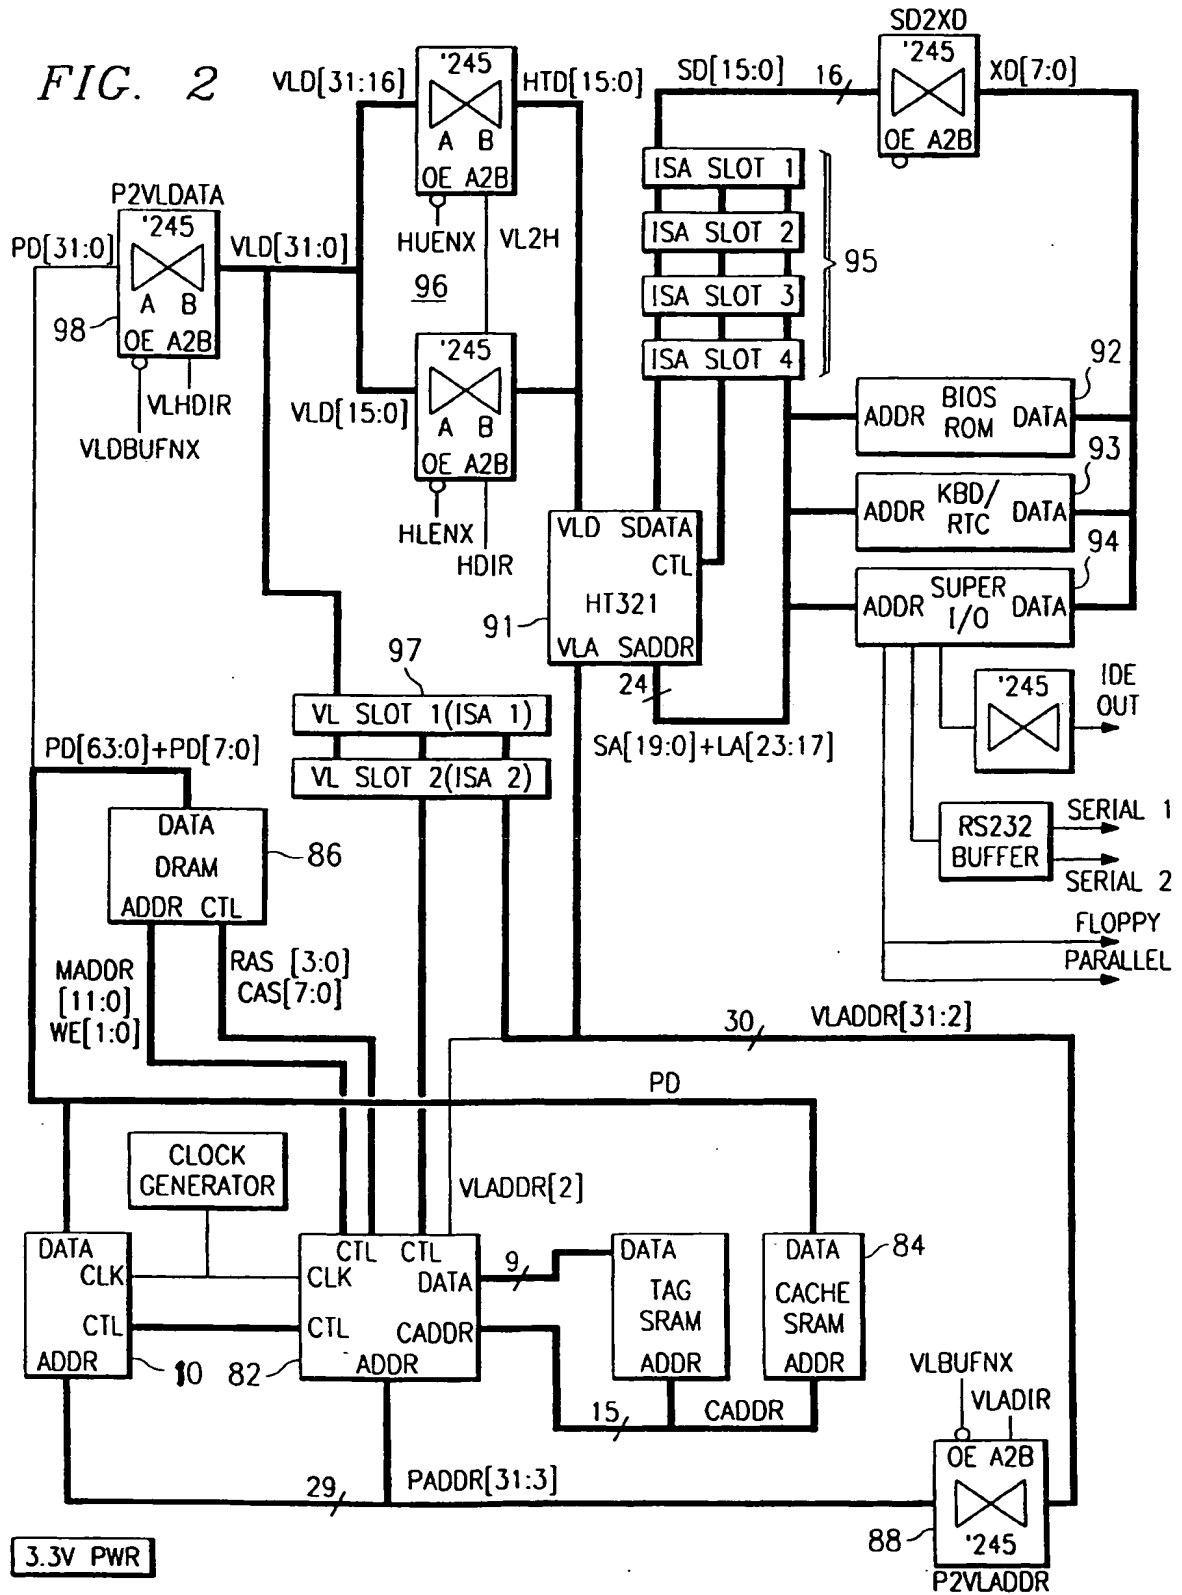 FIG. 2
SD2XD
'245
OE A2B
SD[15:0]
16
XD[7:0]
VLD[31:16]
'245
A B
OE A2B
HTD[15:0]
HUENX
VL2H
96
P2VLDATA
PD[31:0]
'245
A B
OE A2B
VLD[31:0]
98
VLHDIR
VLDBUFNX
'245
A B
OE A2B
VLD[15:0]
HLENX
HDIR
ISA SLOT 1
ISA SLOT 2
ISA SLOT 3
ISA SLOT 4
95
92
ADDR BIOS ROM DATA
93
ADDR KBD/ RTC DATA
94
ADDR SUPER I/O DATA
VLD SDATA
CTL
HT321
VLA SADDR
91
24
SA[19:0]+LA[23:17]
'245
IDE
OUT
RS232
BUFFER
SERIAL 1
SERIAL 2
FLOPPY
PARALLEL
97
VL SLOT 1(ISA 1)
VL SLOT 2(ISA 2)
PD[63:0]+PD[7:0]
DATA
DRAM
ADDR CTL
86
MADDR
[11:0]
WE[1:0]
RAS [3:0]
CAS[7:0]
30
VLADDR[31:2]
PD
CLOCK
GENERATOR
VLADDR[2]
DATA
CLK
CTL
ADDR
10
CTL CTL
CLK
DATA
CTL
CADDR
ADDR
82
9
DATA
TAG
SRAM
ADDR
DATA
CACHE
SRAM
ADDR
84
15
CADDR
29
PADDR[31:3]
VLBUFNX
VLADIR
OE A2B
'245
88
P2VLADDR
3.3V PWR